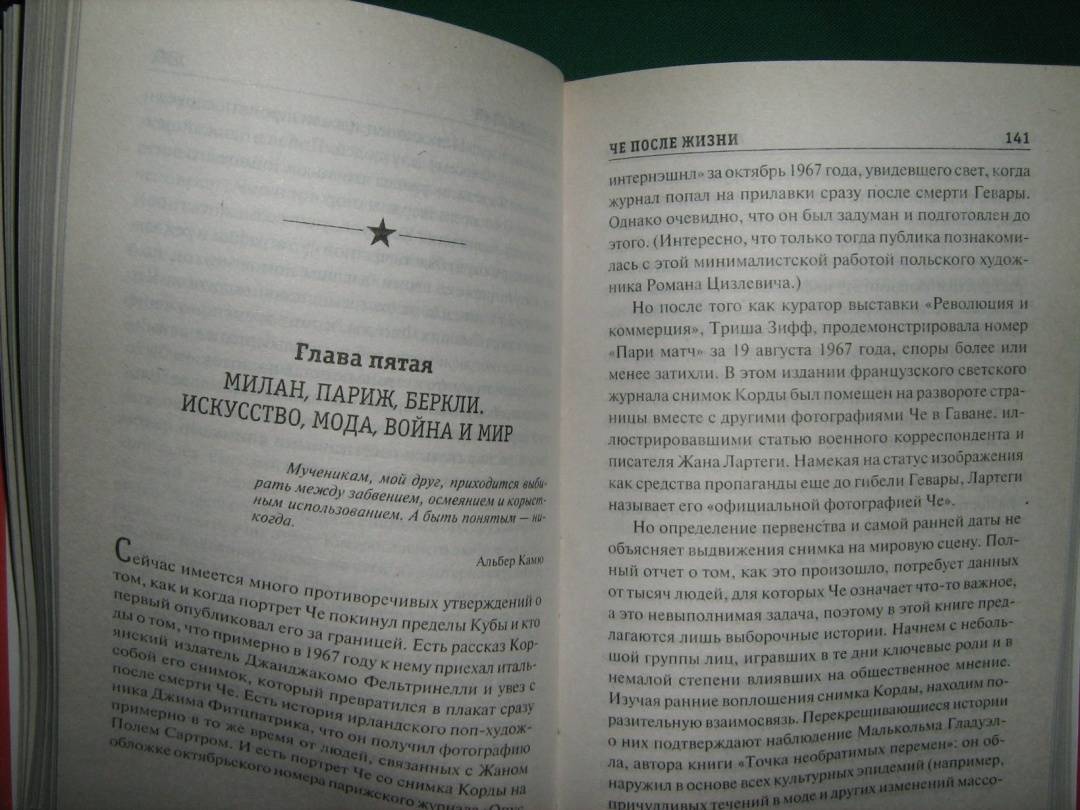 Глава пятая
МИЛАН, ПАРИЖ, БЕРКЛИ.
ИСКУССТВО, МОДА, ВОЙНА И МИР
Мученикам, мой друг, приходится выби-
рать между забвением, осмеянием и корыст-
ным использованием. А быть понятым — ни-
когда.
Альбер Камю
Сейчас имеется много противоречивых утверждений о
том, как и когда портрет Че покинул пределы Кубы и кто
первый опубликовал его за границей. Есть рассказ Кор-
ды о том, что примерно в 1967 году к нему приехал италь-
янский издатель Джанджакомо Фельтринелли и увез с
собой его снимок, который превратился в плакат сразу
после смерти Че. Есть история ирландского поп-худож-
ника Джима Фитцпатрика, что он получил фотографию
примерно в то же время от людей, связанных с Жаном
Полем Сартром. И есть портрет Че со снимка Корды на
обложке октябрьского номера парижского журнала
ЧЕ ПОСЛЕ ЖИЗНИ 141
интернэшнл» за октябрь 1967 года, увидевшего свет, когда
журнал попал на прилавки сразу после смерти Гевары.
Однако очевидно, что он был задуман и подготовлен до
этого. (Интересно, что только тогда публика познакоми-
лась с этой минималистской работой польского худож-
ника Романа Цизлевича.)
Но после того как куратор выставки «Революция и
коммерция», Триша Зифф, продемонстрировала номер
«Пари матч» за 19 августа 1967 года, споры более или
менее затихли. В этом издании французского светского
журнала снимок Корды был помещен на развороте стра-
ницы вместе с другими фотографиями Че в Гаване, ил-
люстрировавшими статью военного корреспондента и
писателя Жана Лартеги. Намекая на статус изображения
как средства пропаганды еще до гибели Гевары, Лартеги
называет его «официальной фотографией Че».
Но определение первенства и самой ранней даты не
объясняет выдвижения снимка на мировую сцену. Пол-
ный отчет о том, как это произошло, потребует данных
от тысяч людей, для которых Че означает что-то важное,
а это невыполнимая задача, поэтому в этой книге пред-
лагаются лишь выборочные истории. Начнем с неболь-
шой группы лиц, игравших в те дни ключевые роли и в
немалой степени влиявших на общественное мнение.
Изучая ранние воплощения снимка Корды, находим по-
разительную взаимосвязь. Перекрещивающиеся истории
о них подтверждают наблюдение Малькольма Гладуэл-
ла, автора книги «Точка необратимых перемен»: он об-
наружил в основе всех культурных эпидемий (например,
причудливых течений в моде и других изменений массо-